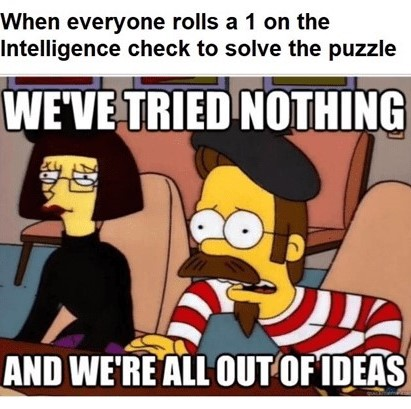 When everyone rolls a 1 on the
Intelligence check to solve the puzzle
WE'VE TRIED NOTHING
AND WE'RE ALL OUT OF IDEAS